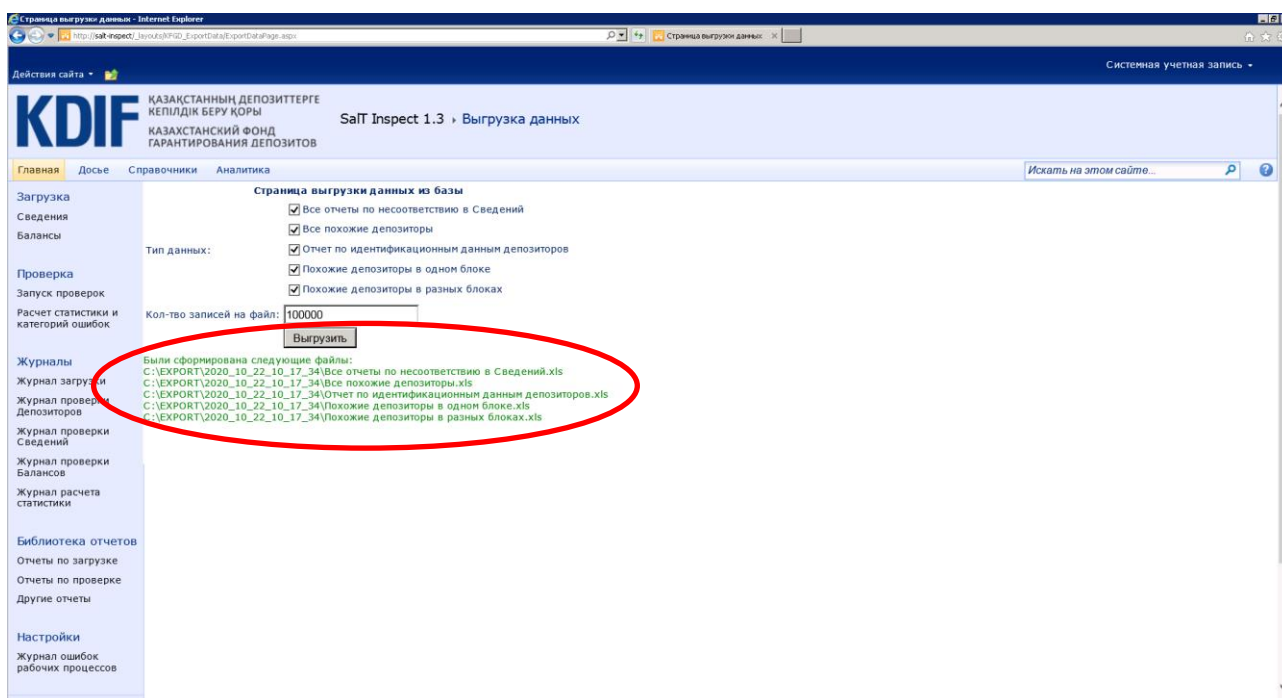 Страница выгрузки данных - Internet Explorer
http://salt-inspect/_layouts/KFGD_ExportData/ExportDataPage.aspx
Страница выгрузки данных
Действия сайта
Системная учетная запись
KDIF
ҚАЗАҚСТАННЫҢ ДЕПОЗИТТЕРГЕ
КЕПІЛДІК БЕРУ ҚОРЫ
КАЗАХСТАНСКИЙ ФОНД
ГАРАНТИРОВАНИЯ ДЕПОЗИТОВ
SalT Inspect 1.3 › Выгрузка данных
Главная Досье Справочники Аналитика
Искать на этом сайте...
Загрузка
Сведения
Балансы
Проверка
Запуск проверок
Расчет статистики и
категорий ошибок
Журналы
Журнал загрузки
Журнал проверки
Депозиторов
Журнал проверки
Сведений
Журнал проверки
Балансов
Журнал расчета
статистики
Библиотека отчетов
Отчеты по загрузке
Отчеты по проверке
Другие отчеты
Настройки
Журнал ошибок
рабочих процессов
Страница выгрузки данных из базы
Тип данных:
Все отчеты по несоответствию в Сведений
Все похожие депозиторы
Отчет по идентификационным данным депозиторов
Похожие депозиторы в одном блоке
Похожие депозиторы в разных блоках
Кол-тво записей на файл: 100000
Выгрузить
Были сформирована следующие файлы:
C:\EXPORT\2020_10_22_10_17_34\Все отчеты по несоответствию в Сведений.xls
C:\EXPORT\2020_10_22_10_17_34\Все похожие депозиторы.xls
C:\EXPORT\2020_10_22_10_17_34\Отчет по идентификационным данным депозиторов.xls
C:\EXPORT\2020_10_22_10_17_34\Похожие депозиторы в одном блоке.xls
C:\EXPORT\2020_10_22_10_17_34\Похожие депозиторы в разных блоках.xls